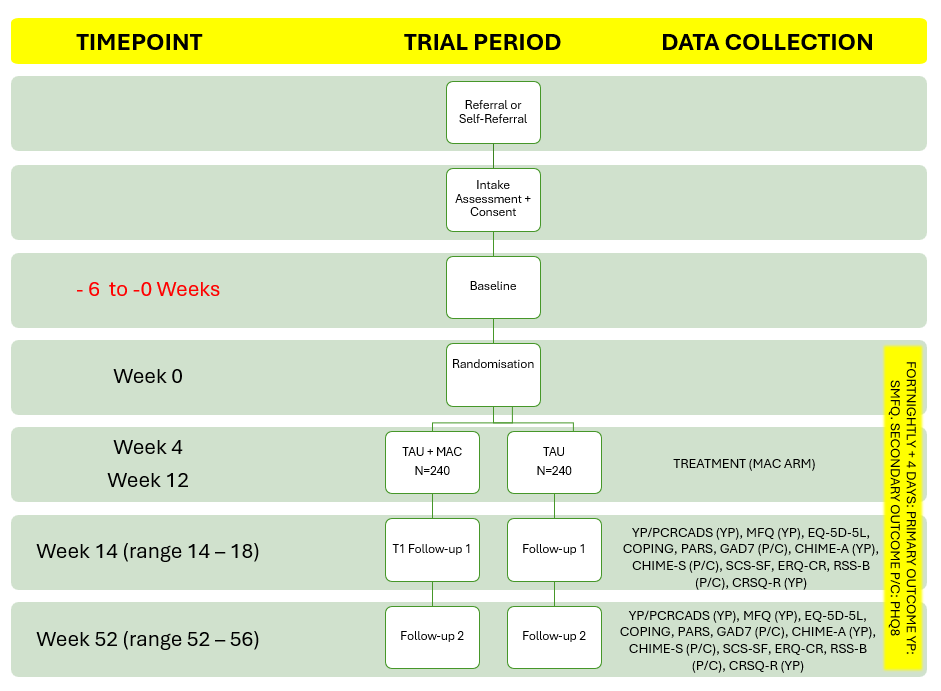 TIMEPOINT TRIAL PERIOD DATA COLLECTION
Referral or
Self-Referral
Intake
Assessment +
Consent
- 6 to -0 Weeks
Baseline
Week 0
Randomisation
Week 4
Week 12
TAU + MAC
N=240
TAU
N=240
TREATMENT (MAC ARM)
Week 14 (range 14 – 18)
T1 Follow-up 1
Follow-up 1
YP/PCRCADS (YP), MFQ (YP), EQ-5D-5L,
COPING, PARS, GAD7 (P/C), CHIME-A (YP),
CHIME-S (P/C), SCS-SF, ERQ-CR, RSS-B
(P/C), CRSQ-R (YP)
Week 52 (range 52 – 56)
Follow-up 2
Follow-up 2
YP/PCRCADS (YP), MFQ (YP), EQ-5D-5L,
COPING, PARS, GAD7 (P/C), CHIME-A (YP),
CHIME-S (P/C), SCS-SF, ERQ-CR, RSS-B
(P/C), CRSQ-R (YP)
FORTNIGHTLY + 4 DAYS: PRIMARY OUTCOME YP:
SMFQ. SECONDARY OUTCOME P/C: PHQ8